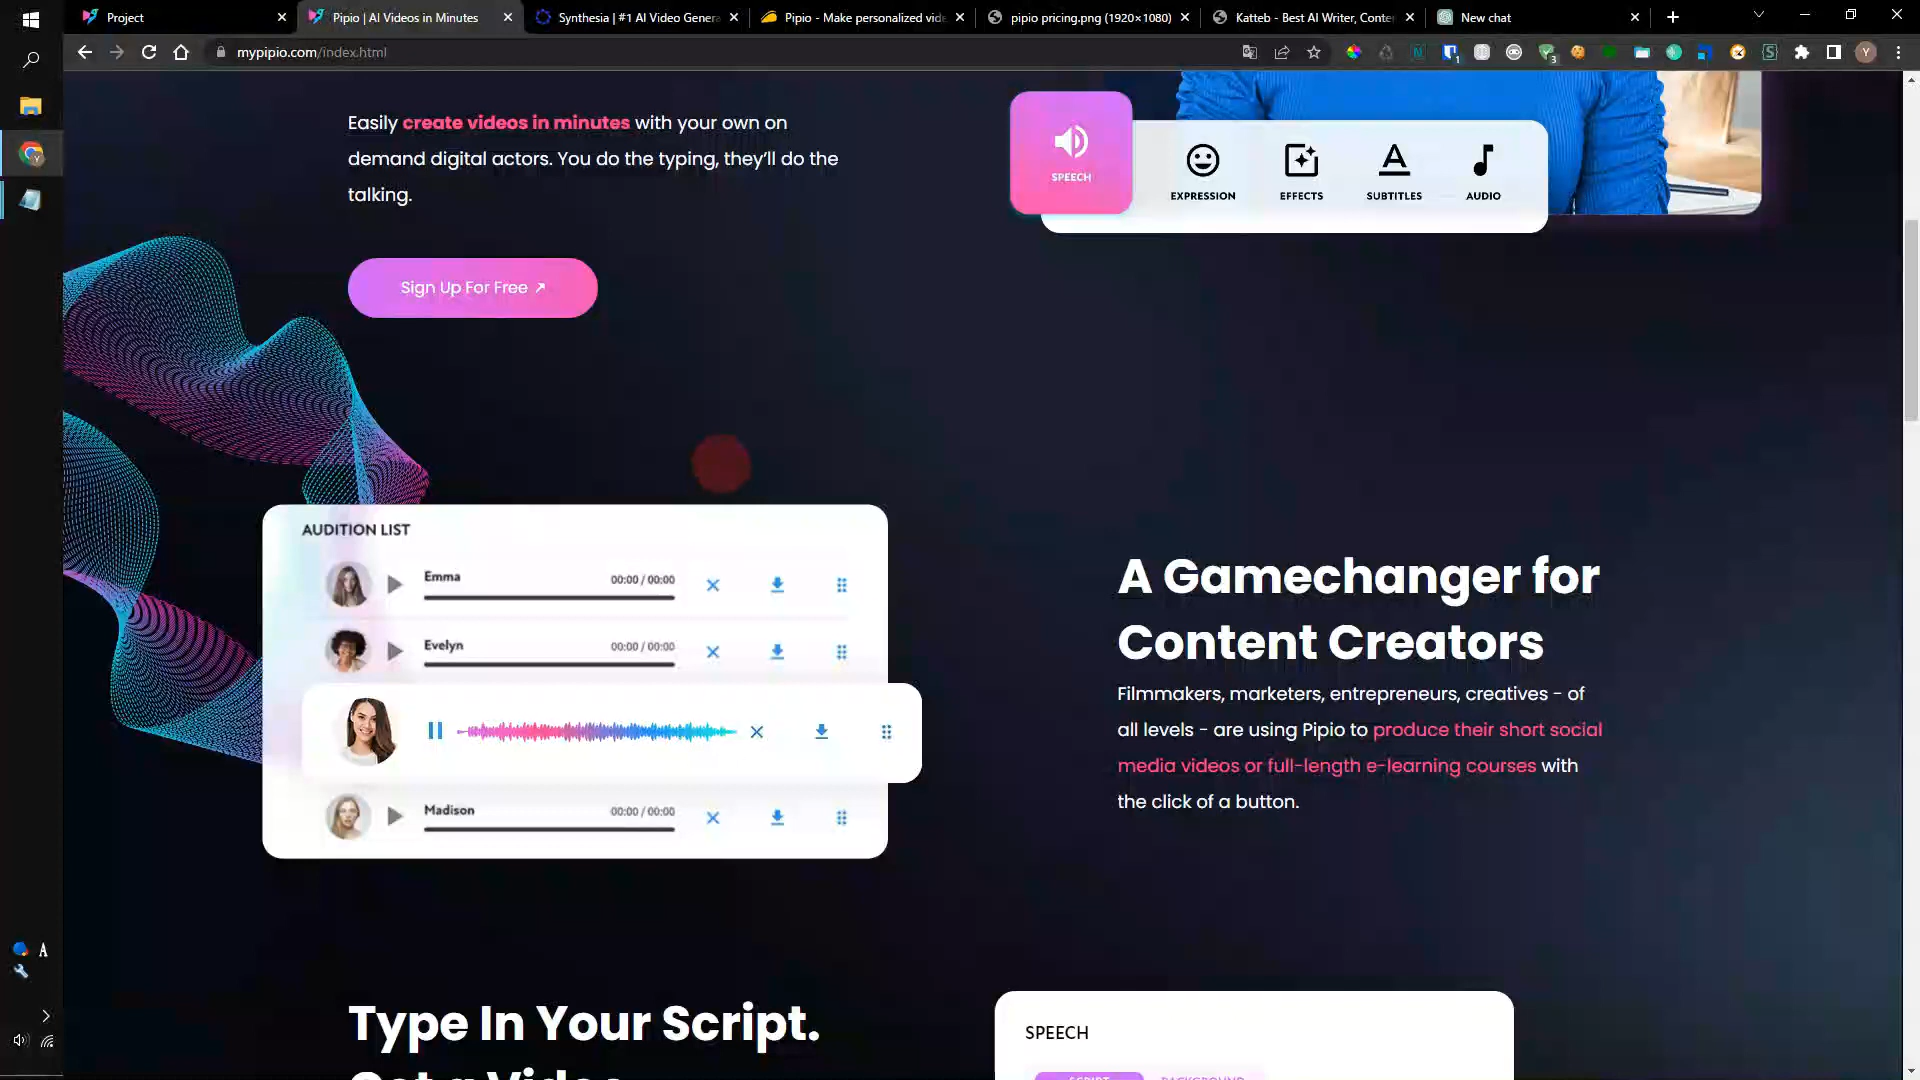 Project
Pipio | AI Videos in Minutes
Synthesia | #1 AI Video Genera
Pipio - Make personalized vid
pipio pricing.png (1920×1080)
Katteb - Best AI Writer, Conte
New chat
mypipio.com/index.html
Easily create videos in minutes with your own on
demand digital actors. You do the typing, they'll do the
talking.
Sign Up For Free ↗
SPEECH
EXPRESSION
EFFECTS
SUBTITLES
AUDIO
AUDITION LIST
Emma
00:00 / 00:00
Evelyn
00:00 / 00:00
Madison
00:00 / 00:00
A Gamechanger for
Content Creators
Filmmakers, marketers, entrepreneurs, creatives - of
all levels - are using Pipio to produce their short social
media videos or full-length e-learning courses with
the click of a button.
Type In Your Script.
Get a Video
SPEECH
SCRIPT
BACKGROUND